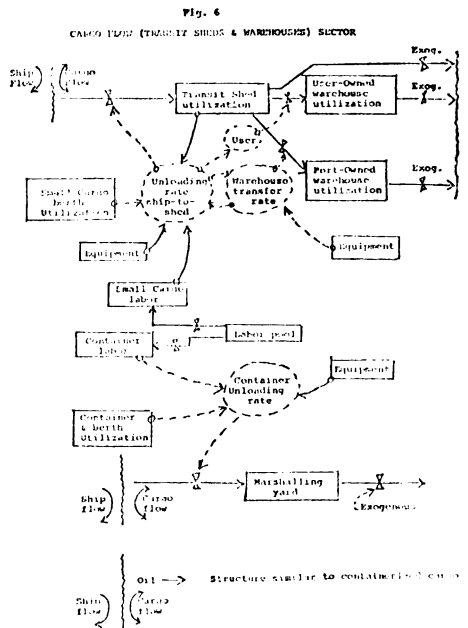 Fig. 6
CARGO FLOW (TRANSIT SHEDS & WAREHOUSES) SECTOR
Ship
Flow
Cargo
flow
Exog.
Transit Shed
utilization
User-Owned
warehouse
utilization
Exog.
User
Exog.
Port-Owned
warehouse
utilization
Small Cargo
berth
Utilization
Unloading
rate
ship-to-
shed
Warehouse
transfer
rate
Equipment
Equipment
Small Cargo
labor
Container
labor
Labor pool
Container
Unloading
rate
Equipment
Container
& berth
Utilization
Ship
flow
Cargo
flow
Marshalling
yard
Exogenous
Oil
Structure similar to containerized cargo
Ship
flow
Cargo
flow